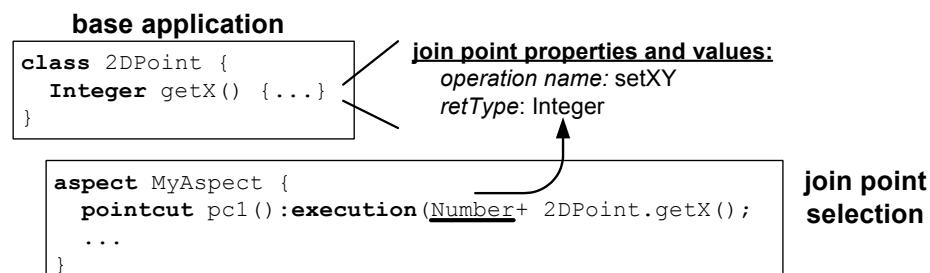 base application
class 2DPoint {
Integer getX() {...}
}
join point properties and values:
operation name: setXY
retType: Integer
aspect MyAspect {
pointcut pc1():execution(Number+ 2DPoint.getX();
...
}
join point
selection